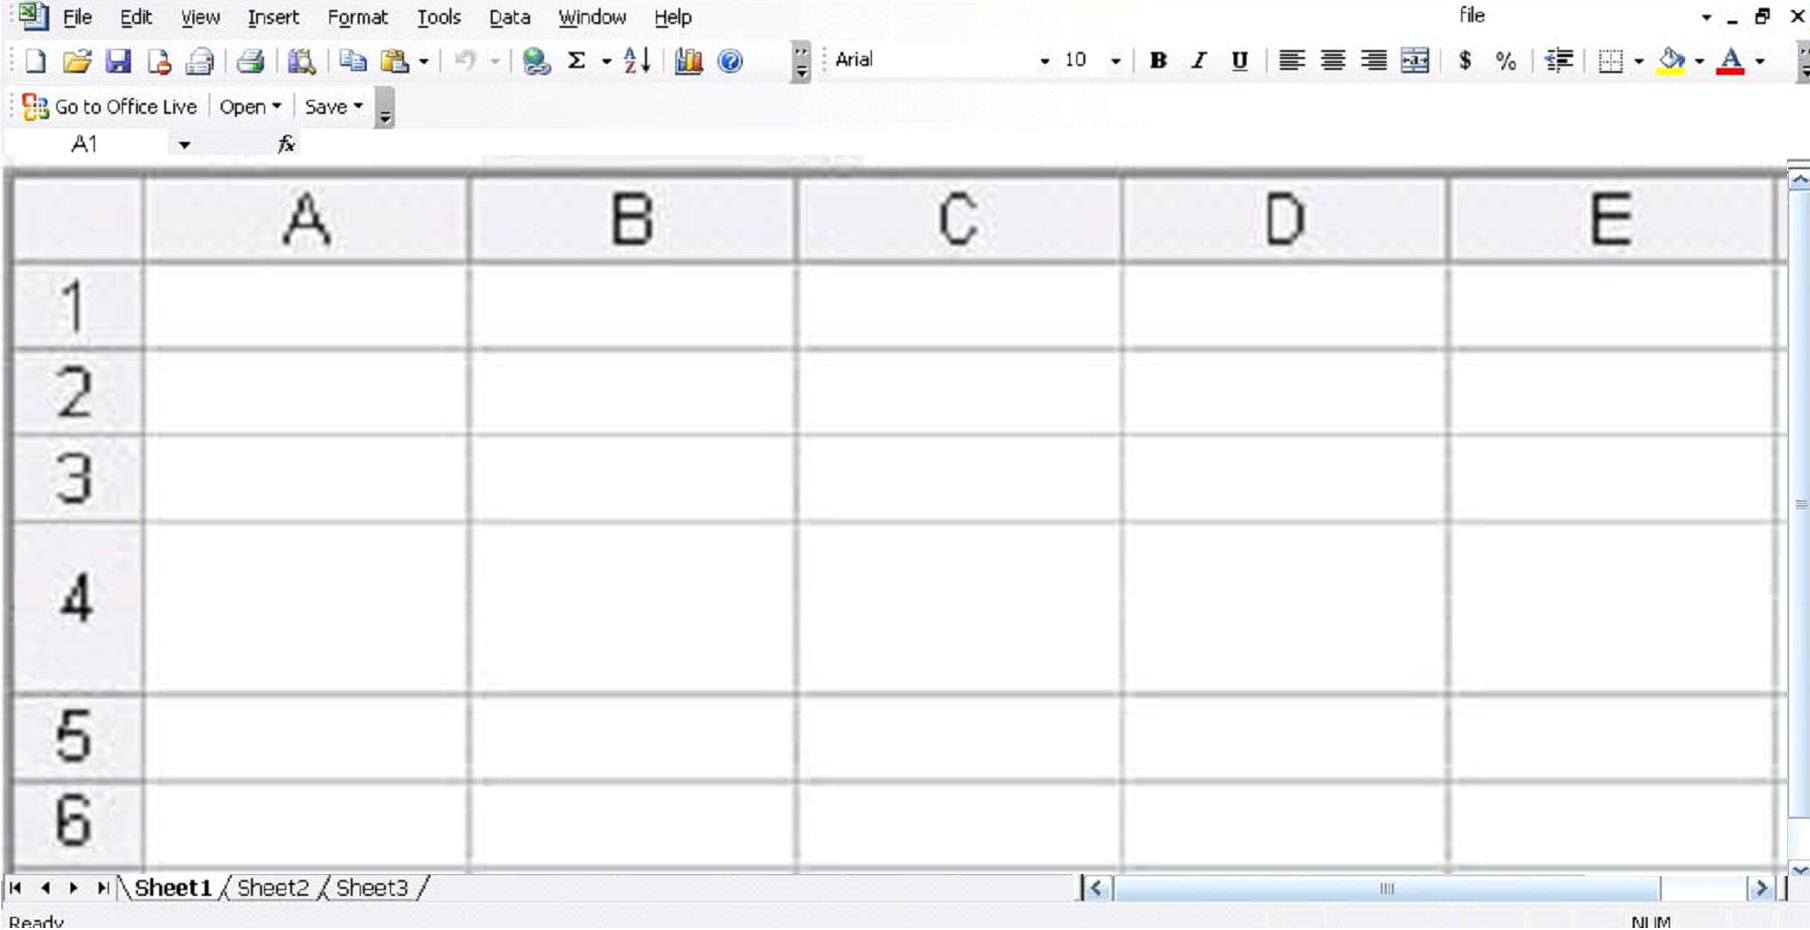 File Edit View Insert Format Tools Data Window Help file
Arial 10 B I U $ %
Go to Office Live Open Save
A1 fx
A B C D E
1
2
3
4
5
6
Sheet1 Sheet2 Sheet3
Ready NUM